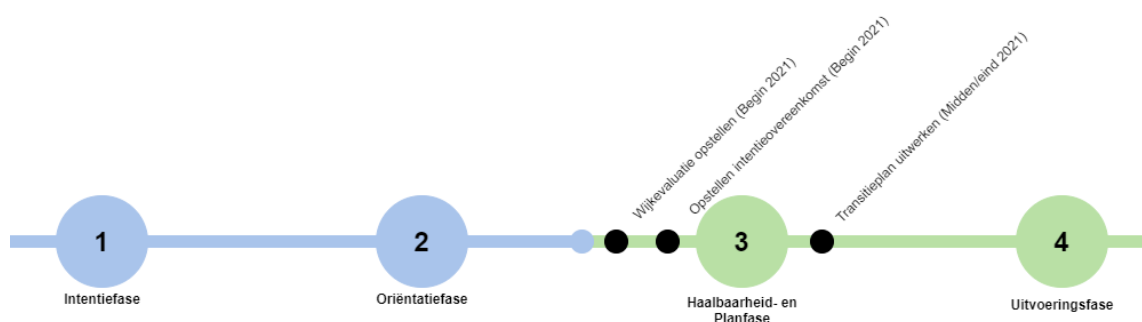 Wijkevaluatie opstellen (Begin 2021)
Opstellen intentieovereenkomst (Begin 2021)
Transitieplan uitwerken (Midden/eind 2021)
1
2
3
4
Intentiefase
Oriëntatiefase
Haalbaarheid- en
Planfase
Uitvoeringsfase